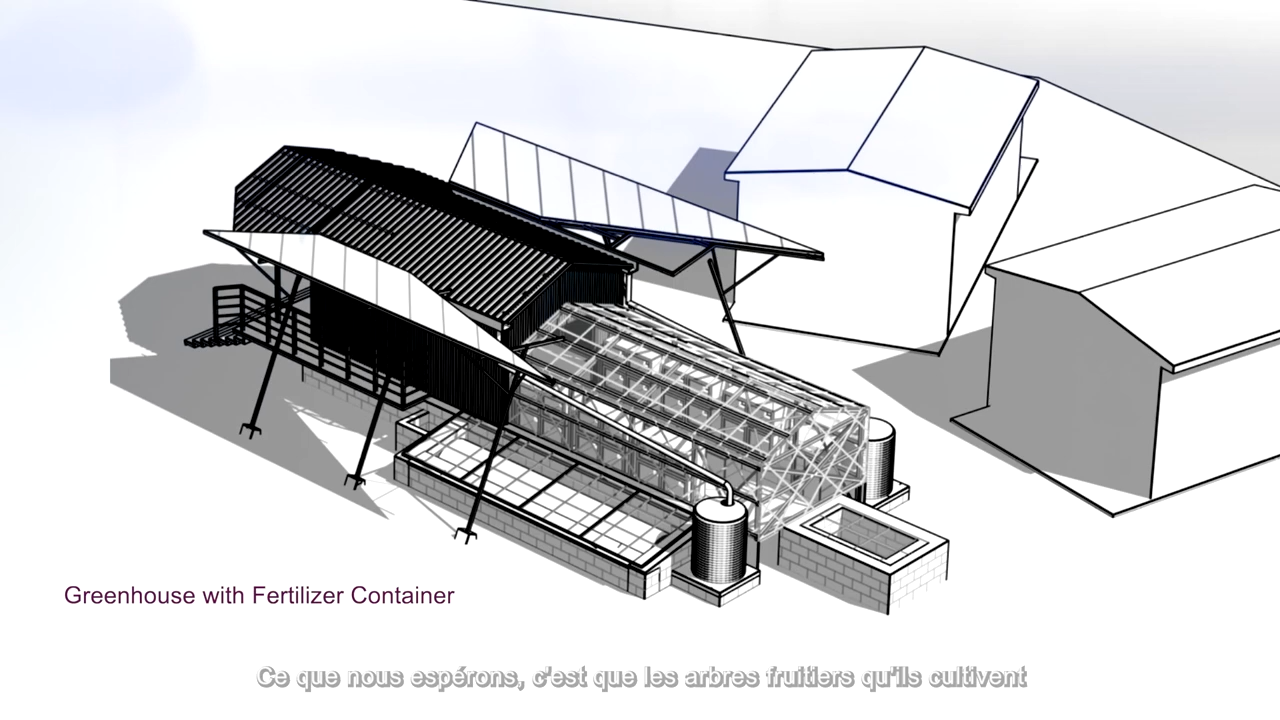 Greenhouse with Fertilizer Container
Ce que nous espérons, c'est que les arbres fruitiers qu'ils cultivent